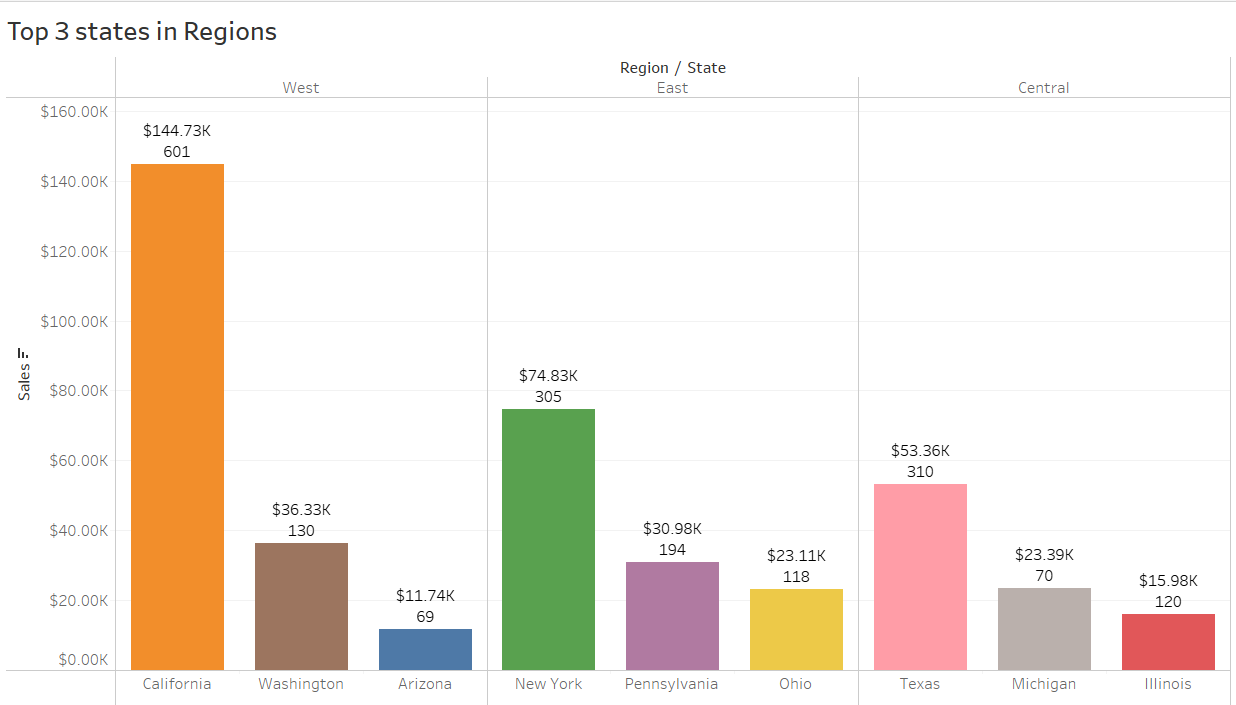 Top 3 states in Regions
Region / State
West
East
Central
$160.00K
$140.00K
$120.00K
$100.00K
$80.00K
$60.00K
$40.00K
$20.00K
$0.00K
Sales
$144.73K
601
$36.33K
130
$11.74K
69
$74.83K
305
$30.98K
194
$23.11K
118
$53.36K
310
$23.39K
70
$15.98K
120
California
Washington
Arizona
New York
Pennsylvania
Ohio
Texas
Michigan
Illinois